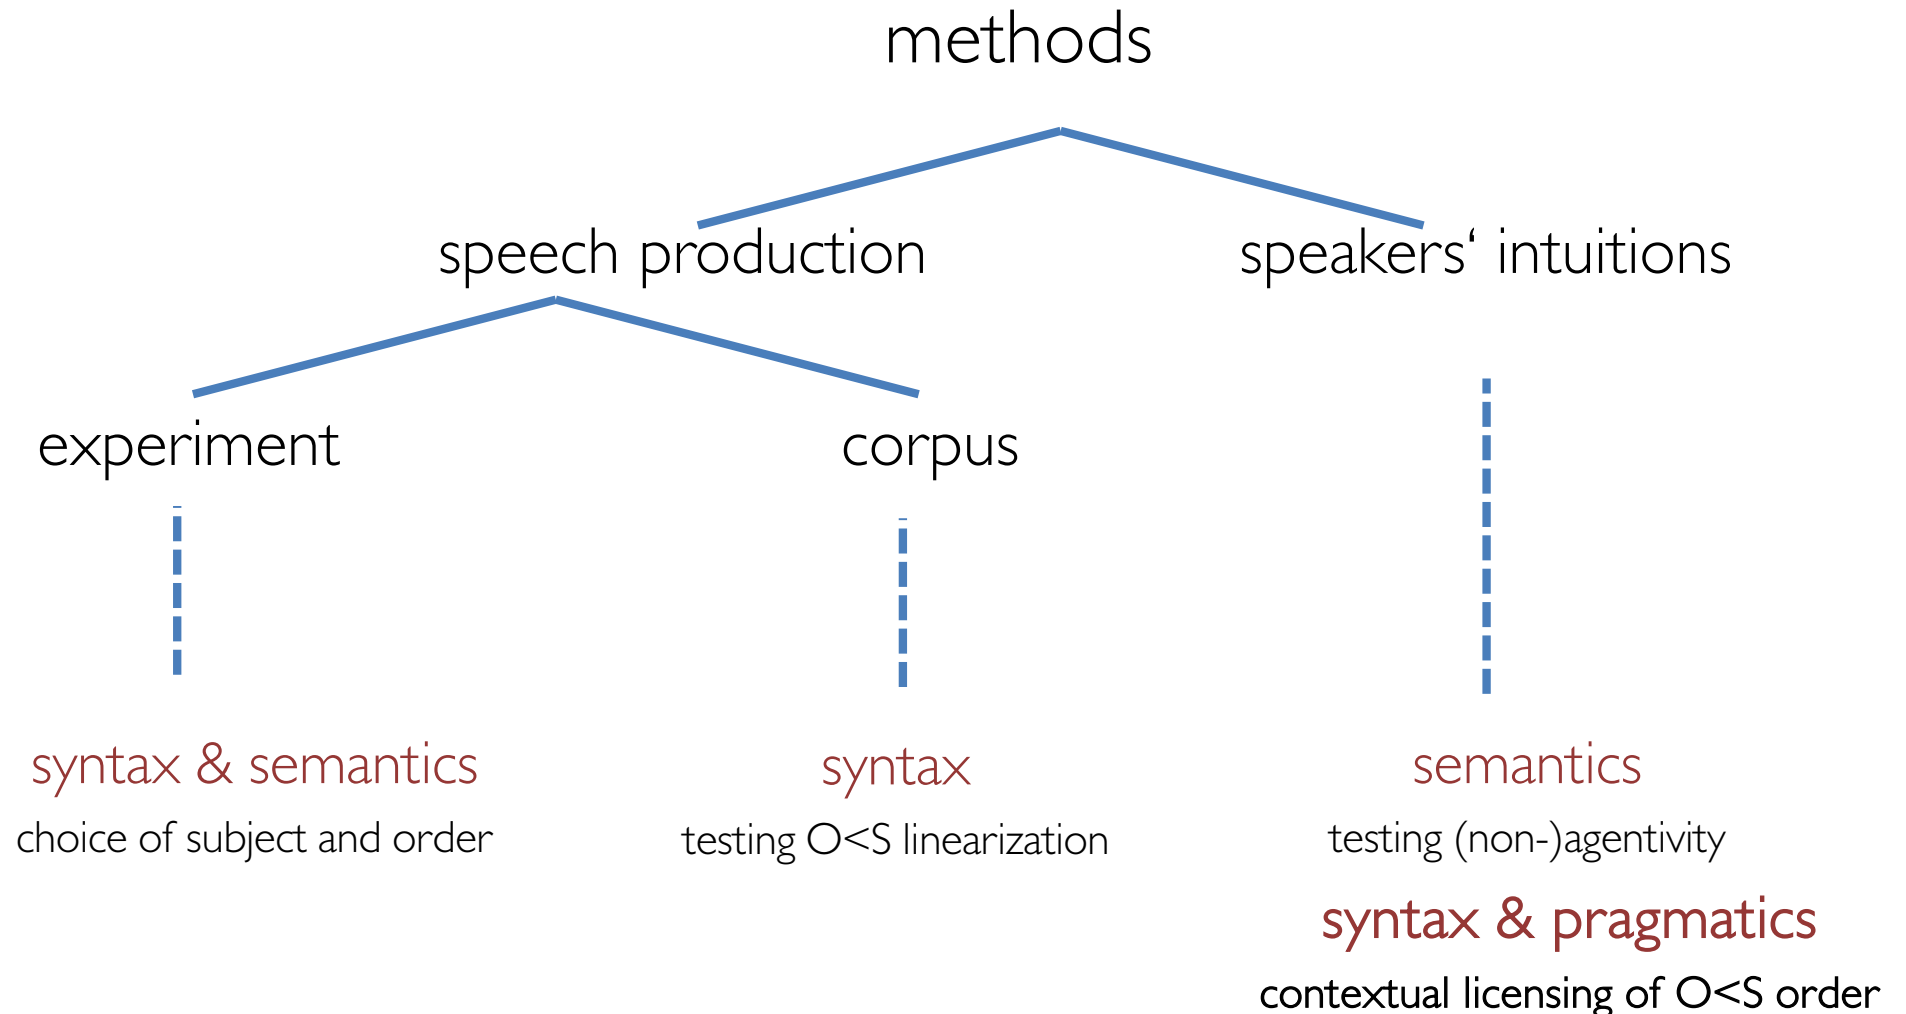 methods
speech production
speakers‘ intuitions
experiment
corpus
syntax & semantics
choice of subject and order
syntax
testing O<S linearization
semantics
testing (non-)agentivity
syntax & pragmatics
contextual licensing of O<S order